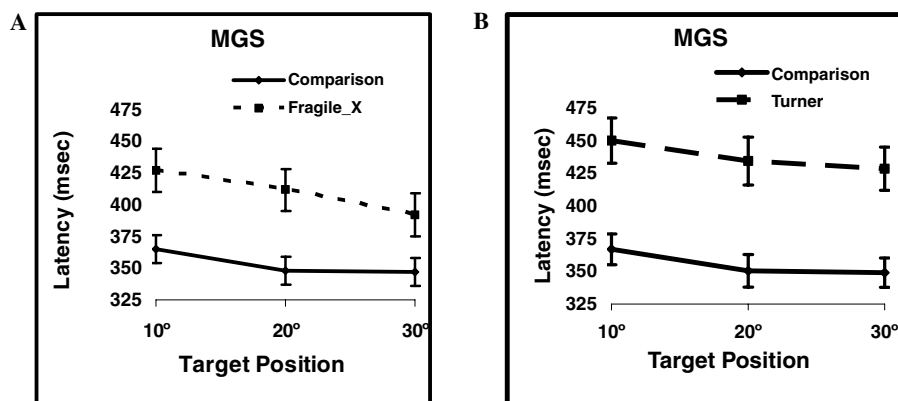 A
MGS
Comparison
Fragile_X
475
450
425
400
375
350
325
Latency (msec)
10º
20º
30º
Target Position
B
MGS
Comparison
Turner
475
450
425
400
375
350
325
Latency (msec)
10º
20º
30º
Target Position